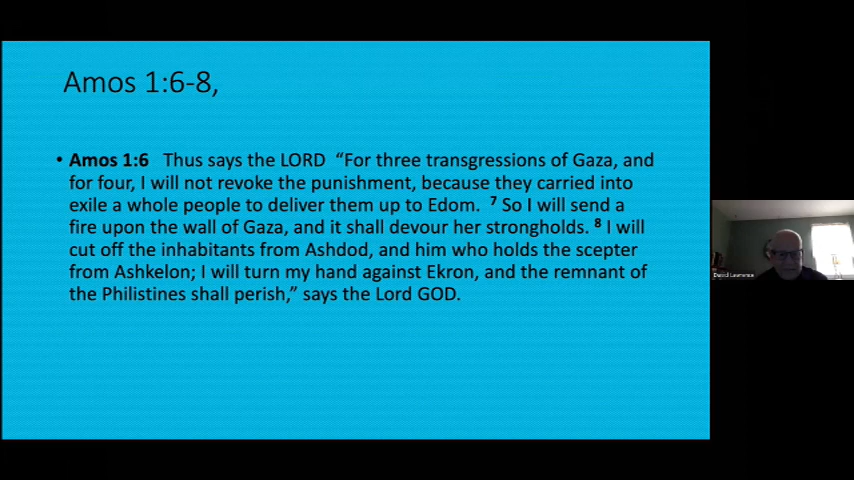 Amos 1:6-8,
• Amos 1:6 Thus says the LORD “For three transgressions of Gaza, and
for four, I will not revoke the punishment, because they carried into
exile a whole people to deliver them up to Edom. 7 So I will send a
fire upon the wall of Gaza, and it shall devour her strongholds. 8 I will
cut off the inhabitants from Ashdod, and him who holds the scepter
from Ashkelon; I will turn my hand against Ekron, and the remnant of
the Philistines shall perish,” says the Lord GOD.
David Lawrence